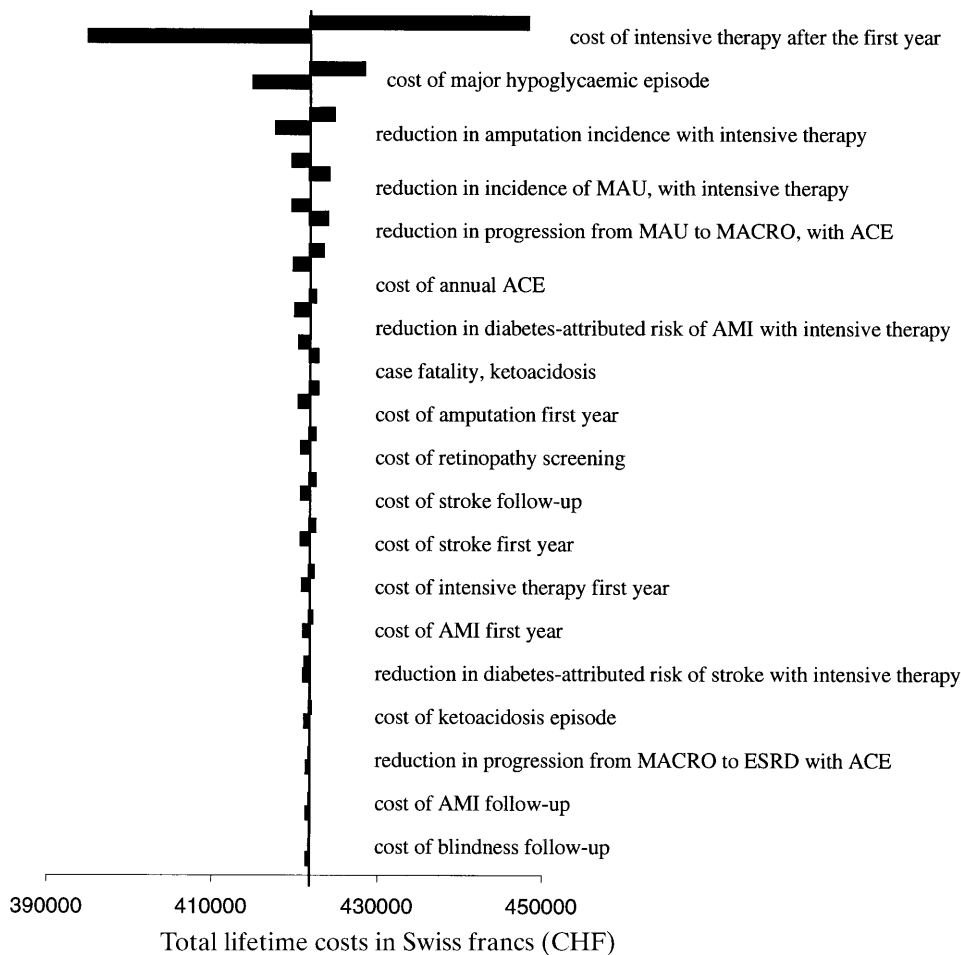 cost of intensive therapy after the first year
cost of major hypoglycaemic episode
reduction in amputation incidence with intensive therapy
reduction in incidence of MAU, with intensive therapy
reduction in progression from MAU to MACRO, with ACE
cost of annual ACE
reduction in diabetes-attributed risk of AMI with intensive therapy
case fatality, ketoacidosis
cost of amputation first year
cost of retinopathy screening
cost of stroke follow-up
cost of stroke first year
cost of intensive therapy first year
cost of AMI first year
reduction in diabetes-attributed risk of stroke with intensive therapy
cost of ketoacidosis episode
reduction in progression from MACRO to ESRD with ACE
cost of AMI follow-up
cost of blindness follow-up
390000 410000 430000 450000
Total lifetime costs in Swiss francs (CHF)